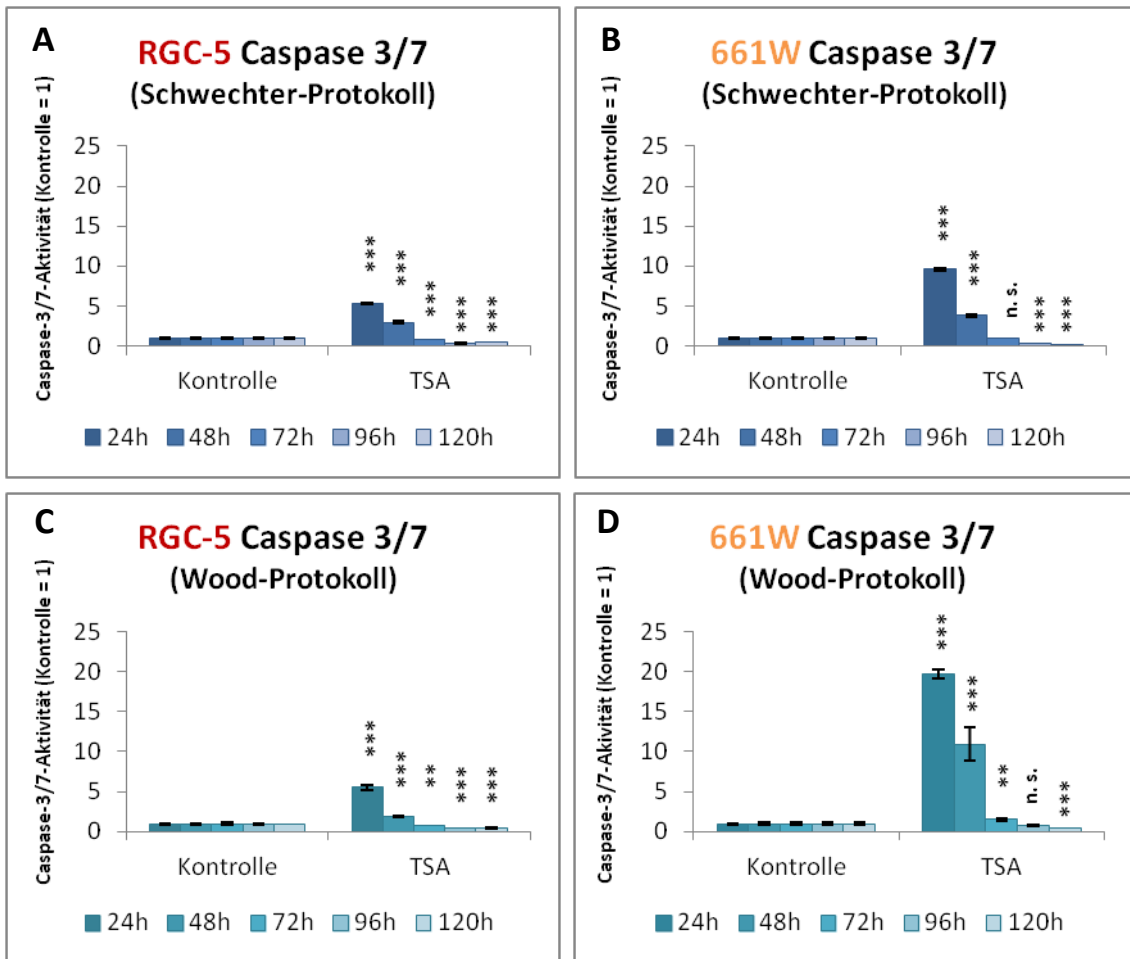 A
RGC-5 Caspase 3/7
(Schwechter-Protokoll)
Caspase-3/7-Aktivität (Kontrolle = 1)
25
20
15
10
5
0
***
***
***
***
***
Kontrolle
TSA
24h 48h 72h 96h 120h
B
661W Caspase 3/7
(Schwechter-Protokoll)
Caspase-3/7-Aktivität (Kontrolle = 1)
25
20
15
10
5
0
***
***
n. s.
***
***
Kontrolle
TSA
24h 48h 72h 96h 120h
C
RGC-5 Caspase 3/7
(Wood-Protokoll)
Caspase-3/7-Aktivität (Kontrolle = 1)
25
20
15
10
5
0
***
***
**
***
***
Kontrolle
TSA
24h 48h 72h 96h 120h
D
661W Caspase 3/7
(Wood-Protokoll)
Caspase-3/7-Akivität (Kontrolle = 1)
25
20
15
10
5
0
***
***
**
n. s.
***
Kontrolle
TSA
24h 48h 72h 96h 120h